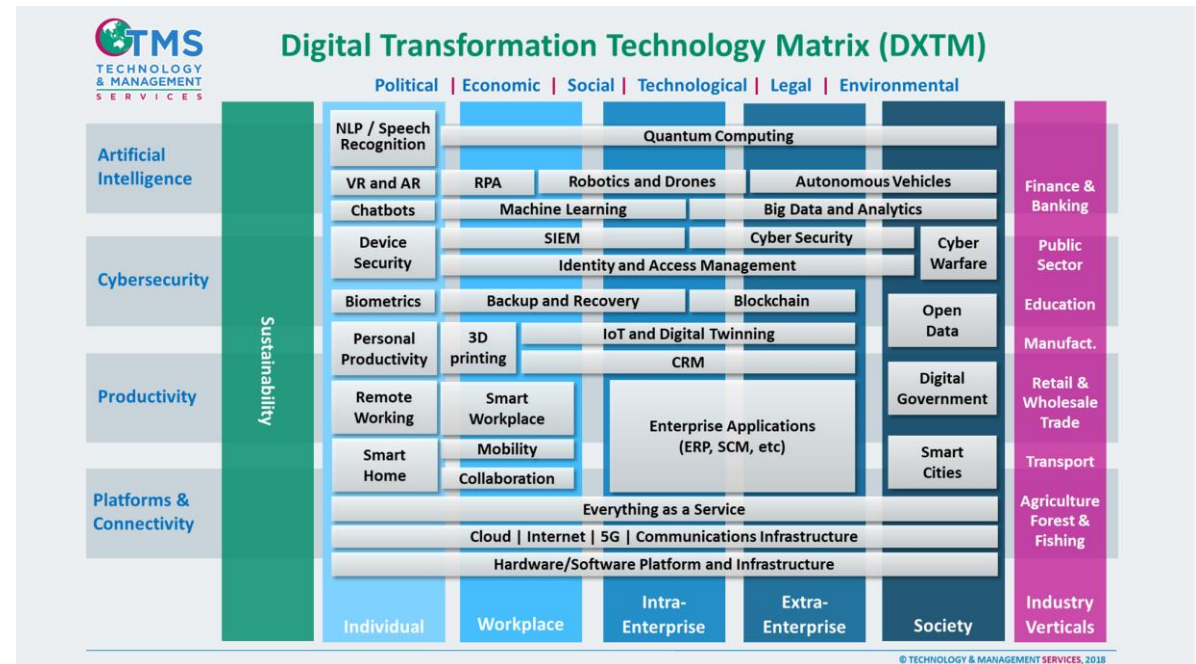 TMS
TECHNOLOGY
& MANAGEMENT
SERVICES
Digital Transformation Technology Matrix (DXTM)
Political | Economic | Social | Technological | Legal | Environmental
Artificial
Intelligence
Cybersecurity
Productivity
Platforms &
Connectivity
Sustainability
NLP / Speech
Recognition
Quantum Computing
VR and AR
RPA
Robotics and Drones
Autonomous Vehicles
Chatbots
Machine Learning
Big Data and Analytics
Device
Security
SIEM
Cyber Security
Cyber
Warfare
Identity and Access Management
Biometrics
Backup and Recovery
Blockchain
Open
Data
Personal
Productivity
3D
printing
IoT and Digital Twinning
CRM
Digital
Government
Remote
Working
Smart
Workplace
Enterprise Applications
(ERP, SCM, etc)
Smart
Home
Mobility
Collaboration
Smart
Cities
Everything as a Service
Cloud | Internet | 5G | Communications Infrastructure
Hardware/Software Platform and Infrastructure
Individual
Workplace
Intra-
Enterprise
Extra-
Enterprise
Society
Finance &
Banking
Public
Sector
Education
Manufact.
Retail &
Wholesale
Trade
Transport
Agriculture
Forest &
Fishing
Industry
Verticals
© TECHNOLOGY & MANAGEMENT SERVICES, 2018